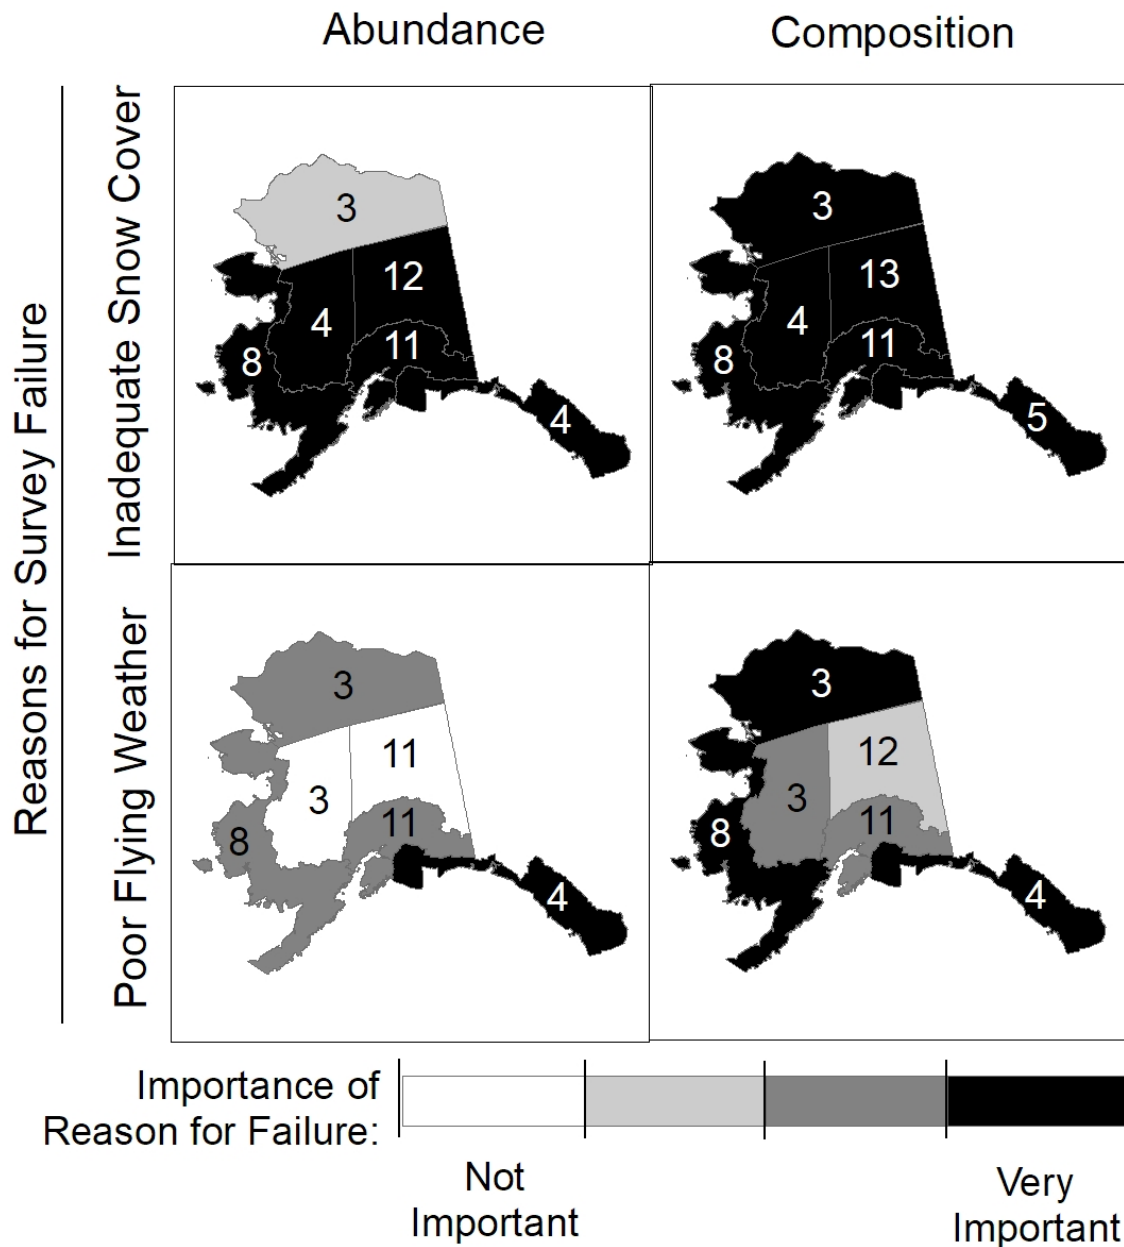 Abundance
Composition
Reasons for Survey Failure
Inadequate Snow Cover
3
12
4
11
8
4
3
13
4
11
8
5
Poor Flying Weather
3
11
3
11
8
4
3
12
3
11
8
4
Importance of
Reason for Failure:
Not
Important
Very
Important